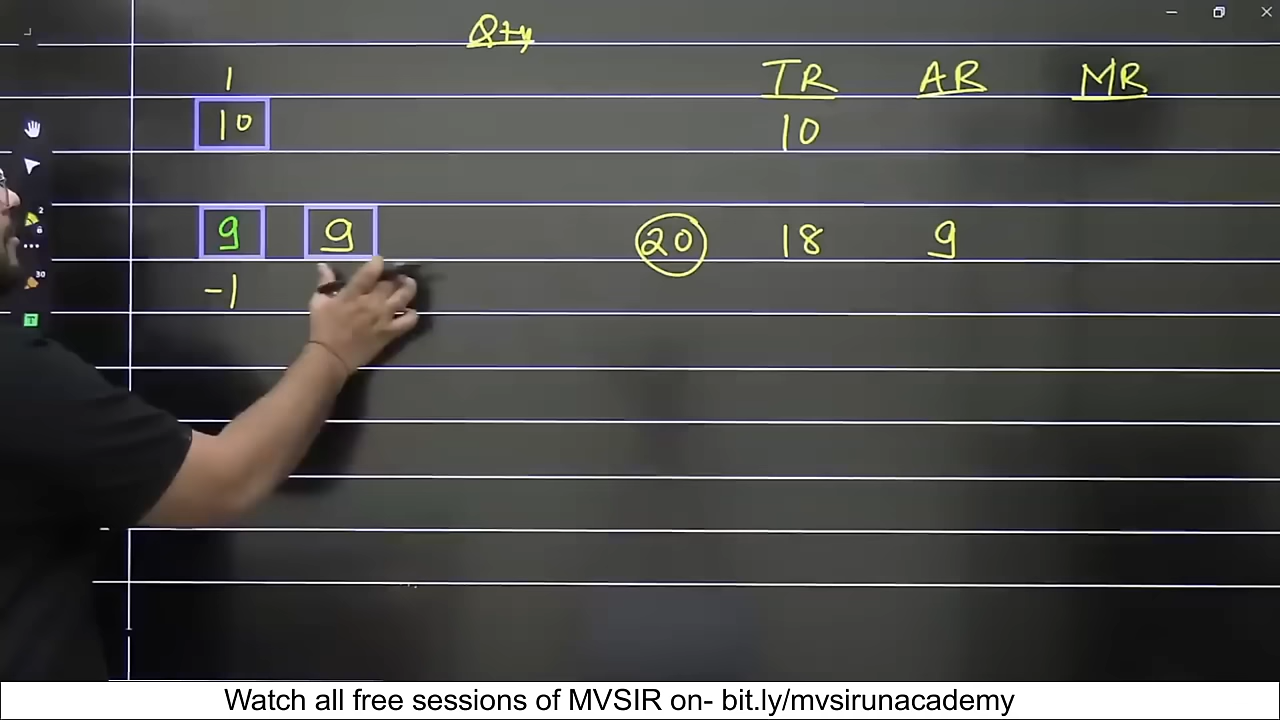 Qty
1 TR AR MR
10 10
9 9 20 18 9
-1
Watch all free sessions of MVSIR on- bit.ly/mvsirunacademy